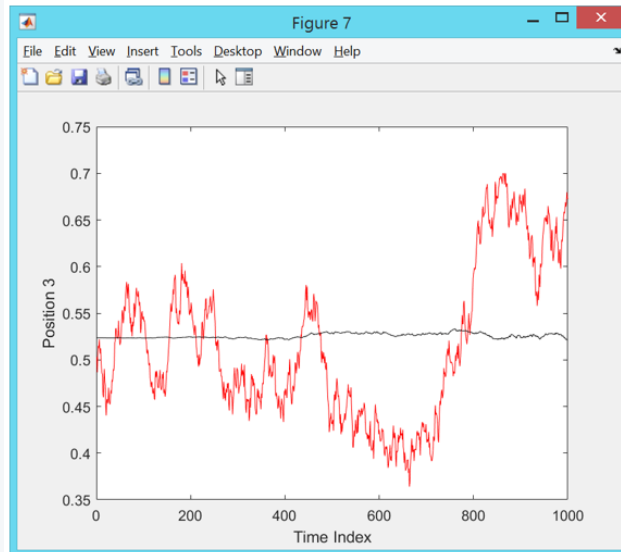 Figure 7
File Edit View Insert Tools Desktop Window Help
0.75
0.7
0.65
0.6
0.55
0.5
0.45
0.4
0.35
Position 3
0 200 400 600 800 1000
Time Index